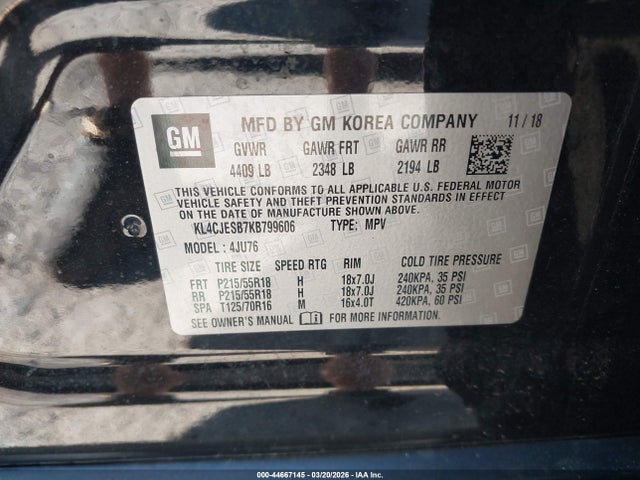 GM
MFD BY GM KOREA COMPANY 11/18
GVWR GAWR FRT GAWR RR
4409 LB 2348 LB 2194 LB
THIS VEHICLE CONFORMS TO ALL APPLICABLE U.S. FEDERAL MOTOR
VEHICLE SAFETY AND THEFT PREVENTION STANDARDS IN EFFECT
ON THE DATE OF MANUFACTURE SHOWN ABOVE.
KL4CJESB7KB799606 TYPE: MPV
MODEL: 4JU76
TIRE SIZE SPEED RTG RIM COLD TIRE PRESSURE
FRT P215/55R18 H 18x7.0J 240KPA, 35 PSI
RR P215/55R18 H 18x7.0J 240KPA, 35 PSI
SPA T125/70R16 M 16x4.0T 420KPA, 60 PSI
SEE OWNER'S MANUAL FOR MORE INFORMATION
000-44667145 - 03/20/2026 - IAA Inc.